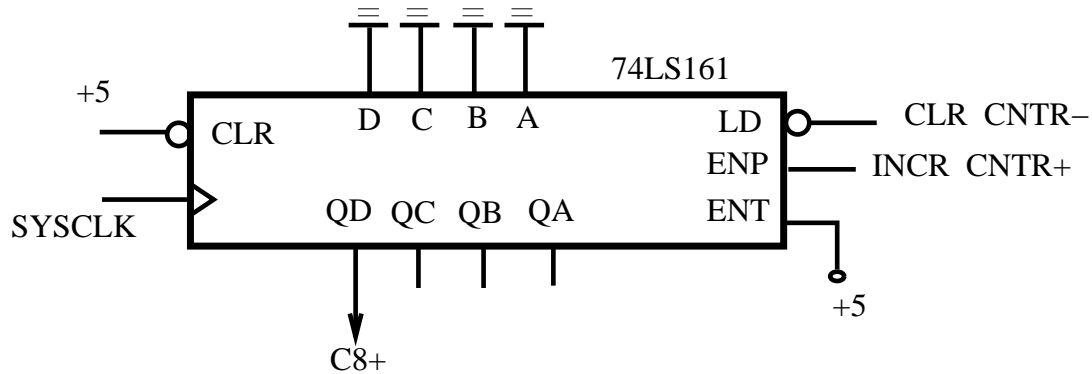 74LS161
+5
CLR
D C B A
LD
CLR CNTR–
ENP
INCR CNTR+
SYSCLK
QD QC QB QA
ENT
+5
C8+